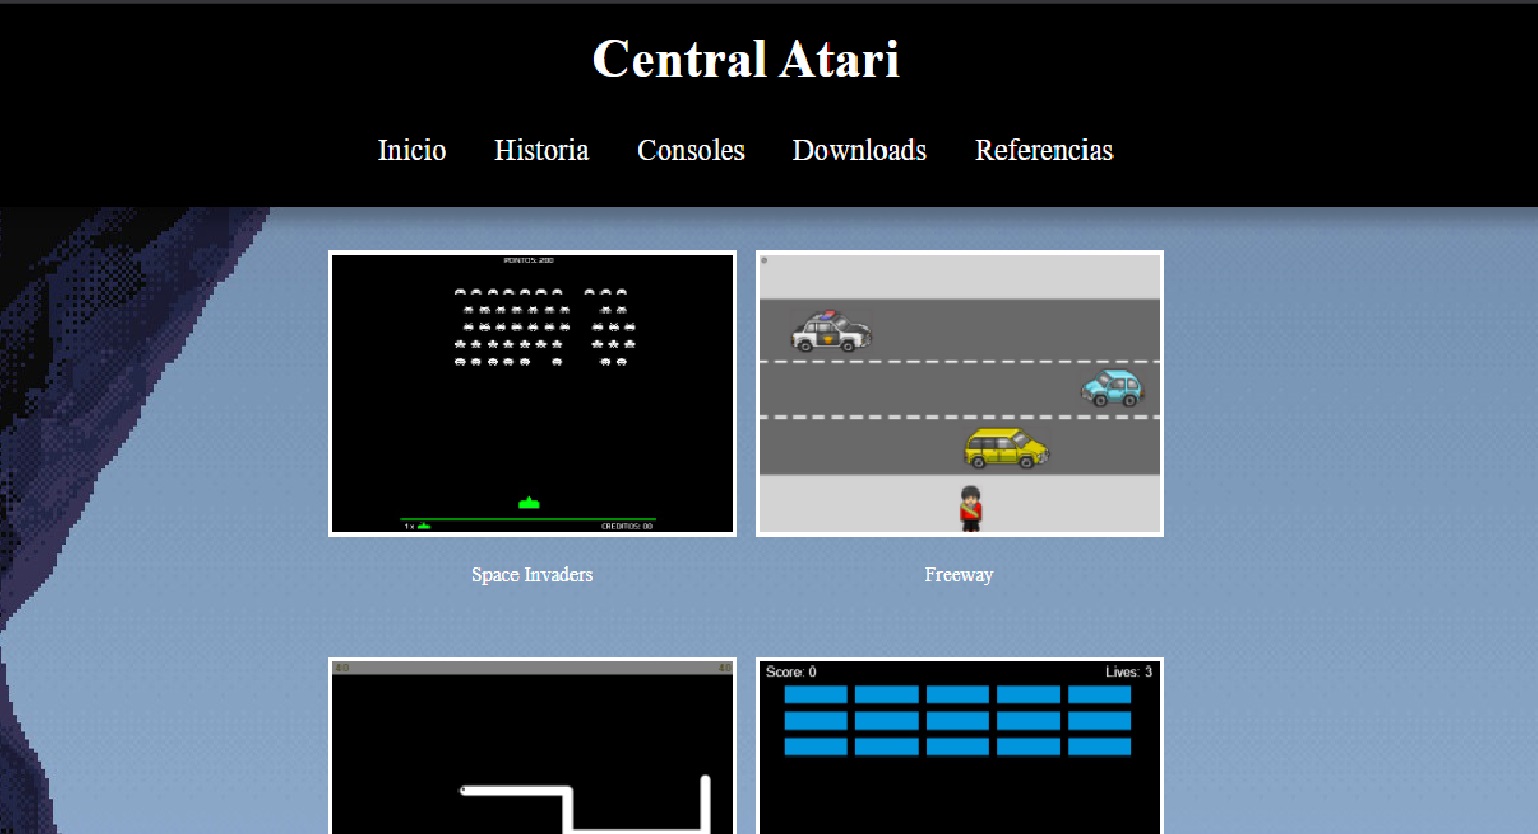 Central Atari
Inicio Historia Consoles Downloads Referencias
PONTOS: 200
0
1 x
CREDITOS: 00
Space Invaders
Freeway
40
Score: 0
Lives: 3